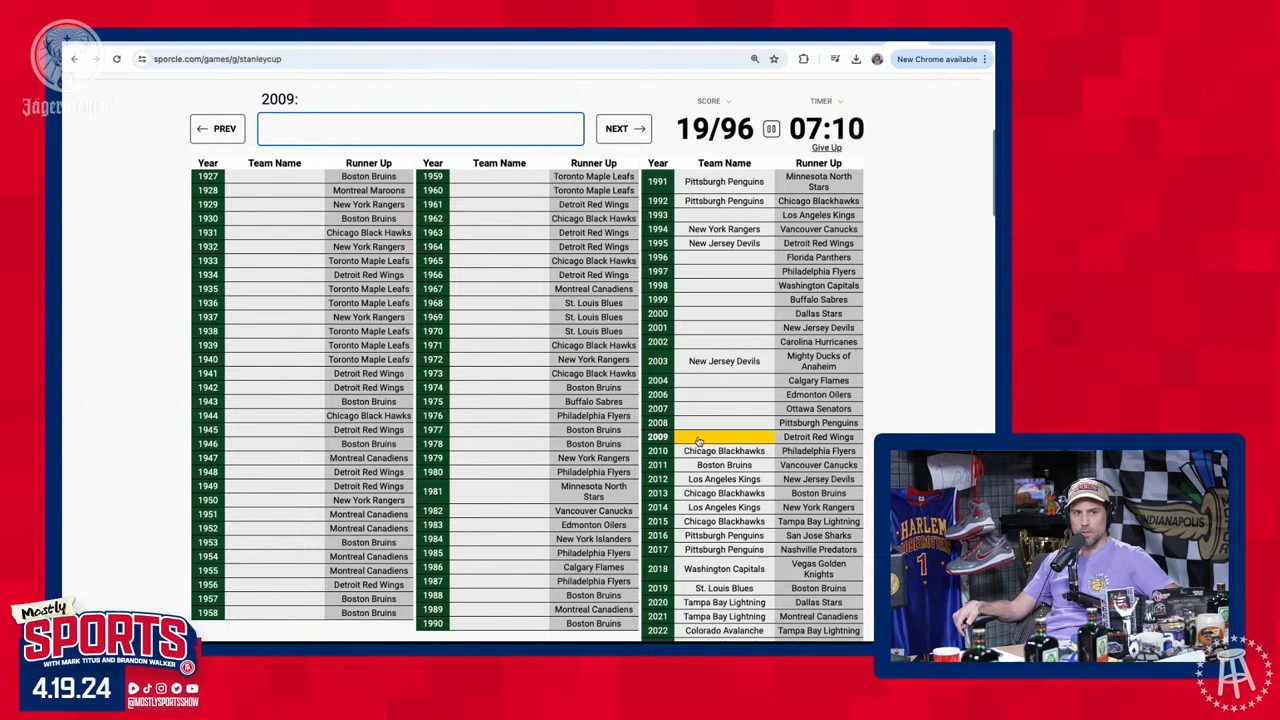 Jägermeister
sporcle.com/games/g/stanleycup
New Chrome available
2009:
PREV
NEXT
SCORE
19/96
TIMER
07:10
Give Up
Year Team Name Runner Up
1927 Boston Bruins
1928 Montreal Maroons
1929 New York Rangers
1930 Boston Bruins
1931 Chicago Black Hawks
1932 New York Rangers
1933 Toronto Maple Leafs
1934 Detroit Red Wings
1935 Toronto Maple Leafs
1936 Toronto Maple Leafs
1937 New York Rangers
1938 Toronto Maple Leafs
1939 Toronto Maple Leafs
1940 Toronto Maple Leafs
1941 Detroit Red Wings
1942 Detroit Red Wings
1943 Boston Bruins
1944 Chicago Black Hawks
1945 Detroit Red Wings
1946 Boston Bruins
1947 Montreal Canadiens
1948 Detroit Red Wings
1949 Detroit Red Wings
1950 New York Rangers
1951 Montreal Canadiens
1952 Montreal Canadiens
1953 Boston Bruins
1954 Montreal Canadiens
1955 Montreal Canadiens
1956 Detroit Red Wings
1957 Boston Bruins
1958 Boston Bruins
Year Team Name Runner Up
1959 Toronto Maple Leafs
1960 Toronto Maple Leafs
1961 Detroit Red Wings
1962 Chicago Black Hawks
1963 Detroit Red Wings
1964 Detroit Red Wings
1965 Chicago Black Hawks
1966 Detroit Red Wings
1967 Montreal Canadiens
1968 St. Louis Blues
1969 St. Louis Blues
1970 St. Louis Blues
1971 Chicago Black Hawks
1972 New York Rangers
1973 Chicago Black Hawks
1974 Boston Bruins
1975 Buffalo Sabres
1976 Philadelphia Flyers
1977 Boston Bruins
1978 Boston Bruins
1979 New York Rangers
1980 Philadelphia Flyers
1981 Minnesota North
Stars
1982 Vancouver Canucks
1983 Edmonton Oilers
1984 New York Islanders
1985 Philadelphia Flyers
1986 Calgary Flames
1987 Philadelphia Flyers
1988 Boston Bruins
1989 Montreal Canadiens
1990 Boston Bruins
Year Team Name Runner Up
1991 Pittsburgh Penguins Minnesota North
Stars
1992 Pittsburgh Penguins Chicago Blackhawks
1993 Los Angeles Kings
1994 New York Rangers Vancouver Canucks
1995 New Jersey Devils Detroit Red Wings
1996 Florida Panthers
1997 Philadelphia Flyers
1998 Washington Capitals
1999 Buffalo Sabres
2000 Dallas Stars
2001 New Jersey Devils
2002 Carolina Hurricanes
2003 New Jersey Devils Mighty Ducks of
Anaheim
2004 Calgary Flames
2006 Edmonton Oilers
2007 Ottawa Senators
2008 Pittsburgh Penguins
2009 Detroit Red Wings
2010 Chicago Blackhawks Philadelphia Flyers
2011 Boston Bruins Vancouver Canucks
2012 Los Angeles Kings New Jersey Devils
2013 Chicago Blackhawks Boston Bruins
2014 Los Angeles Kings New York Rangers
2015 Chicago Blackhawks Tampa Bay Lightning
2016 Pittsburgh Penguins San Jose Sharks
2017 Pittsburgh Penguins Nashville Predators
2018 Washington Capitals Vegas Golden
Knights
2019 St. Louis Blues Boston Bruins
2020 Tampa Bay Lightning Dallas Stars
2021 Tampa Bay Lightning Montreal Canadiens
2022 Colorado Avalanche Tampa Bay Lightning
HARLEM
1
INDIANAPOLIS
Mostly
SPORTS
WITH MARK TITUS AND BRANDON WALKER
4.19.24
@MOSTLYSPORTSSHOW